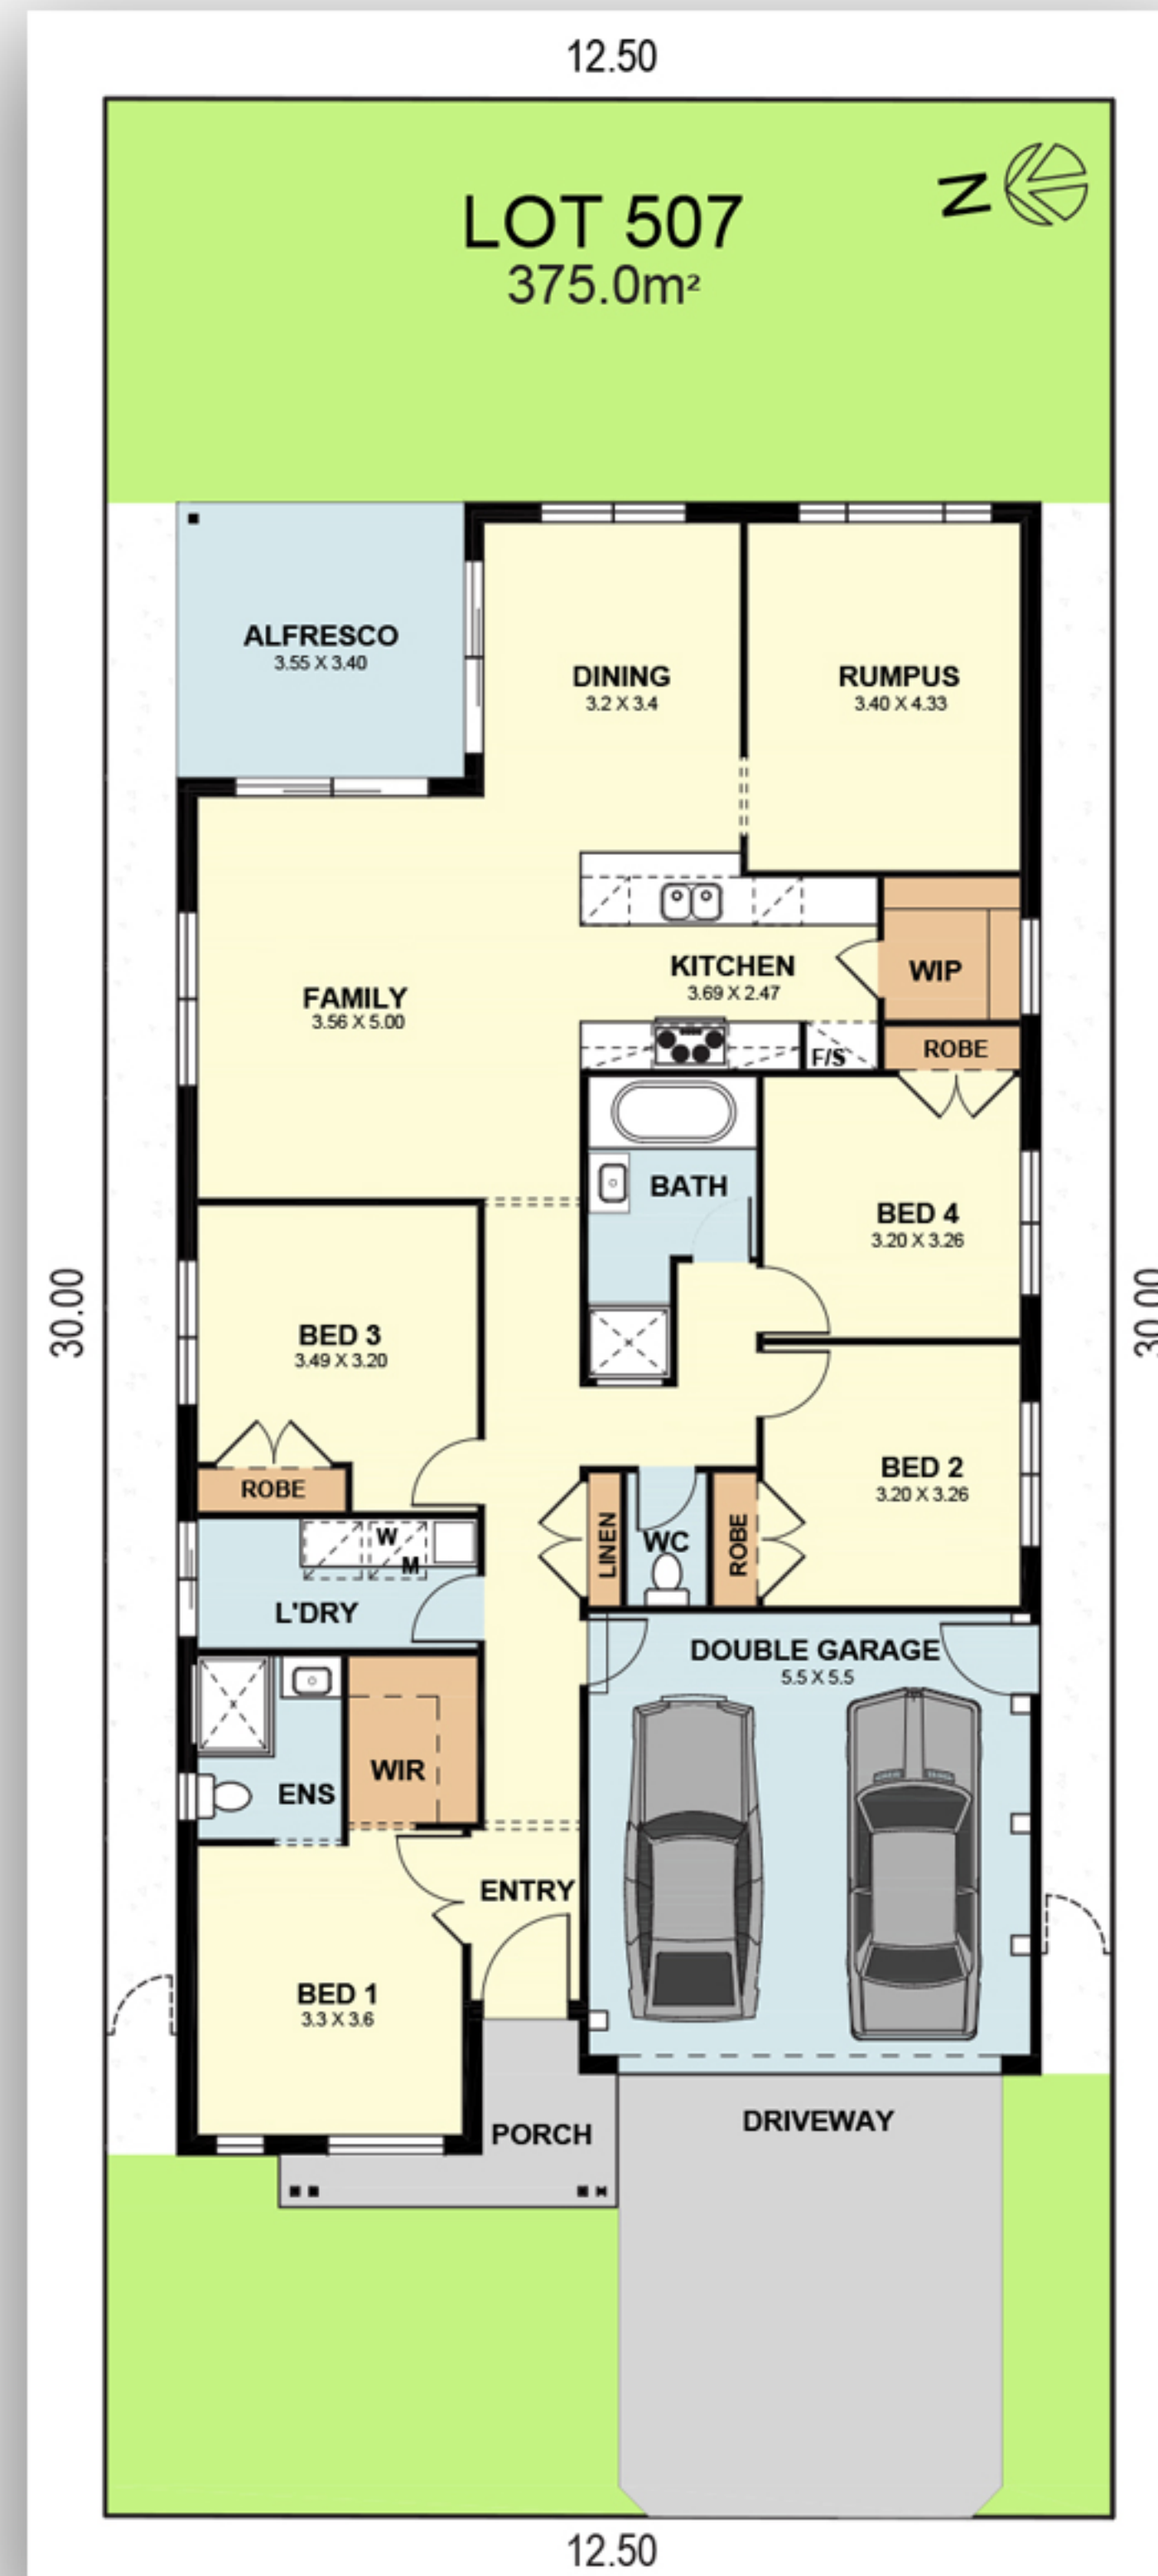 12.50
N
LOT 507
375.0m²
ALFRESCO
3.55 X 3.40
DINING
3.2 X 3.4
RUMPUS
3.40 X 4.33
KITCHEN
3.69 X 2.47
WIP
FAMILY
3.56 X 5.00
F/S
ROBE
BATH
BED 4
3.20 X 3.26
30.00
30.00
BED 3
3.49 X 3.20
ROBE
BED 2
3.20 X 3.26
LINEN
WC
ROBE
W
M
L'DRY
DOUBLE GARAGE
5.5 X 5.5
WIR
ENS
ENTRY
BED 1
3.3 X 3.6
PORCH
DRIVEWAY
12.50